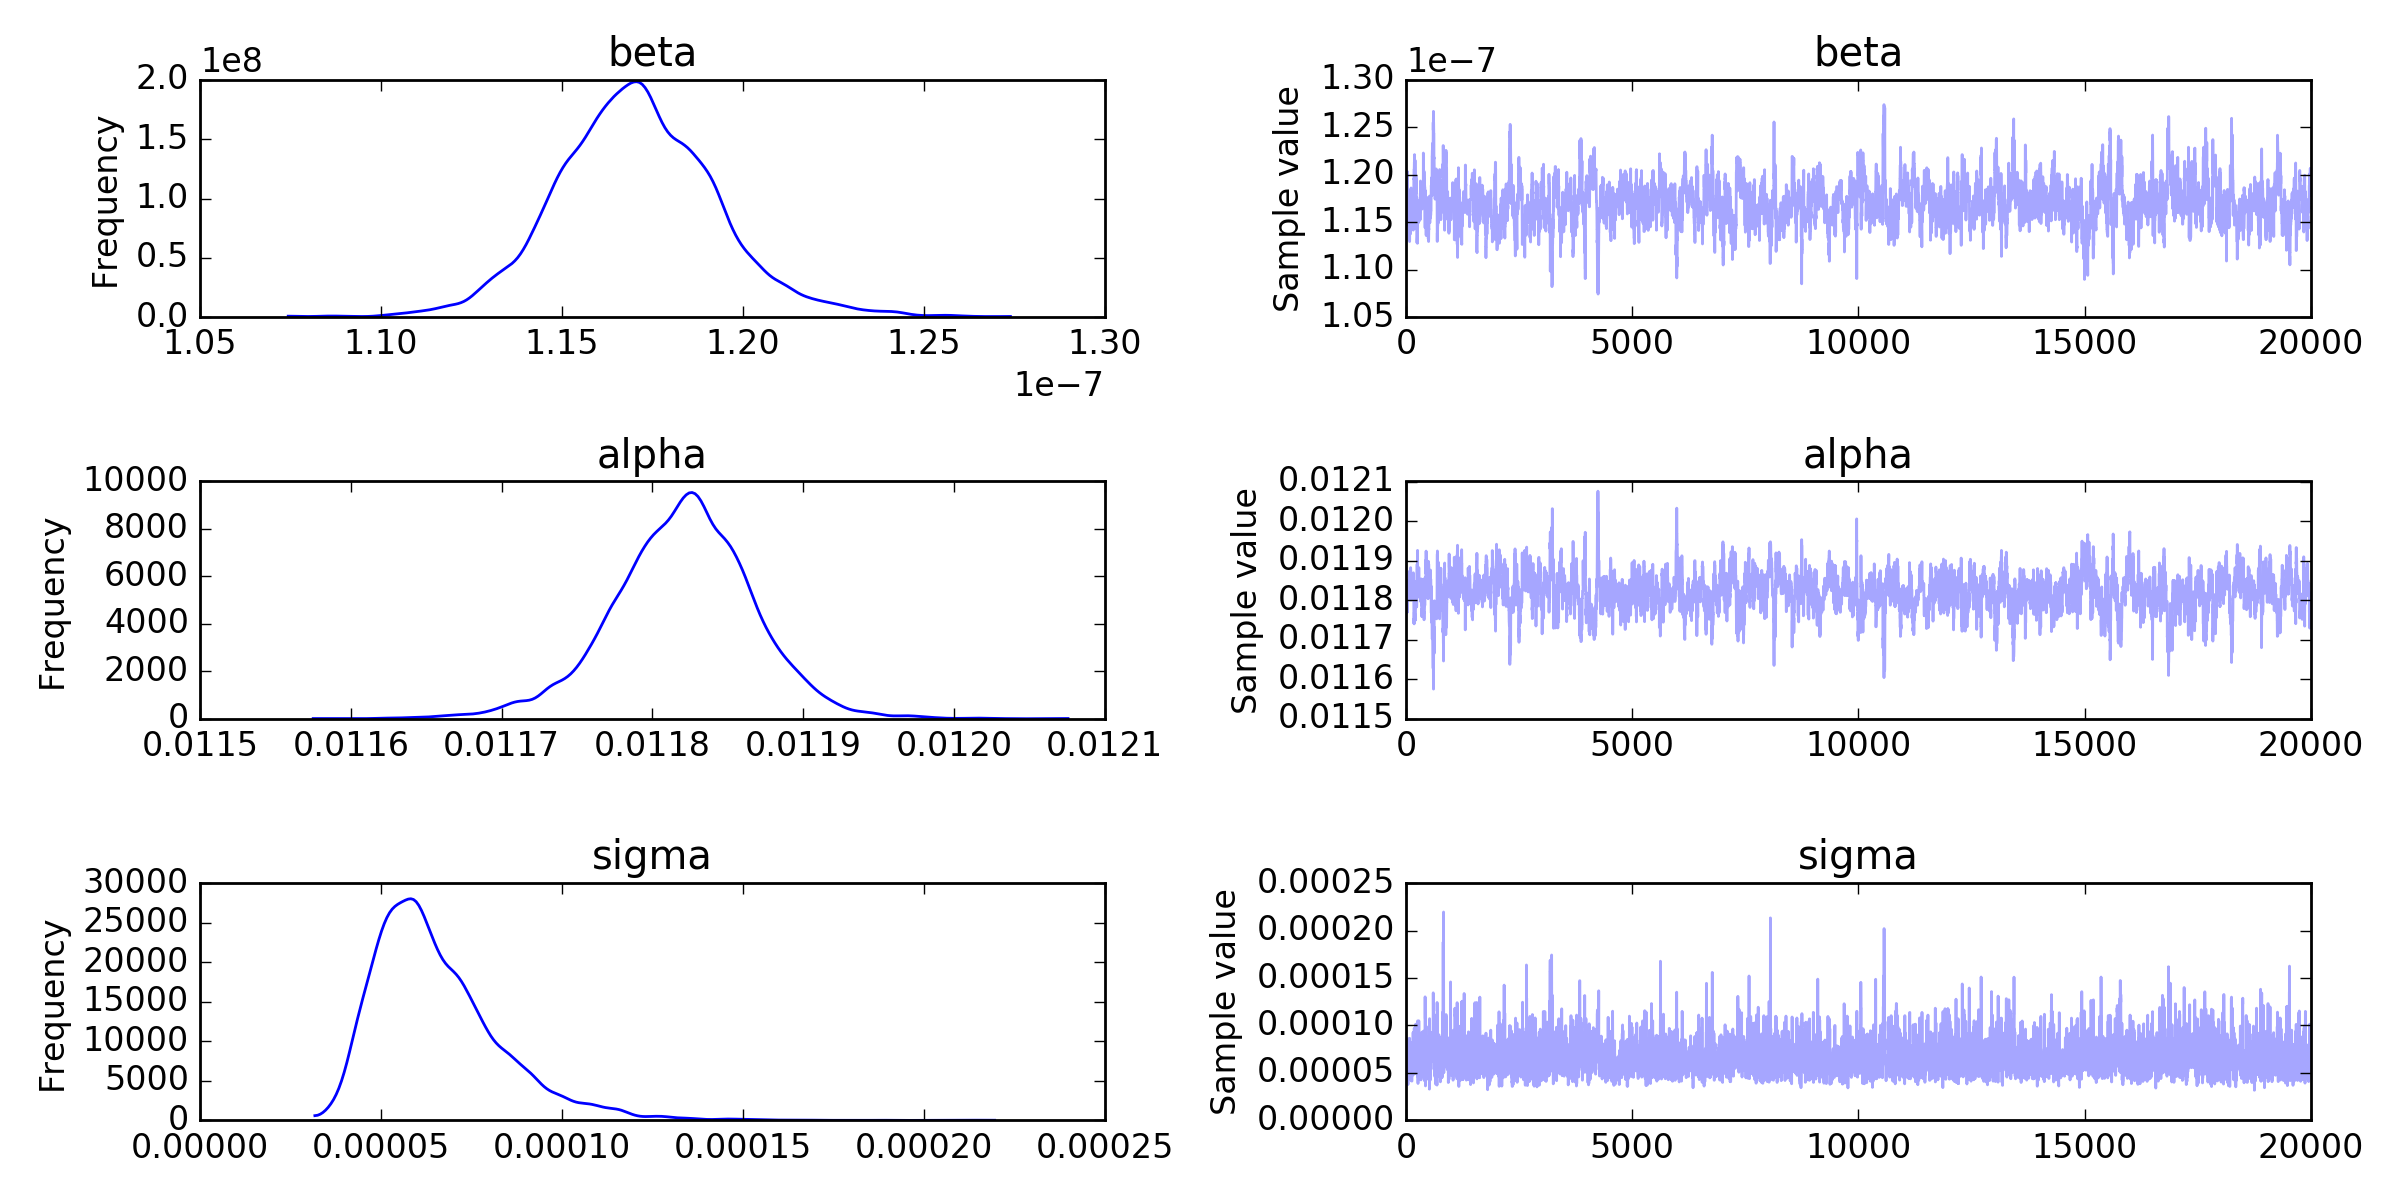 beta
1e8
Frequency
2.0
1.5
1.0
0.5
0.0
1.05 1.10 1.15 1.20 1.25 1.30
1e−7
beta
1e−7
Sample value
1.30
1.25
1.20
1.15
1.10
1.05
0 5000 10000 15000 20000
alpha
Frequency
10000
8000
6000
4000
2000
0
0.0115 0.0116 0.0117 0.0118 0.0119 0.0120 0.0121
alpha
Sample value
0.0121
0.0120
0.0119
0.0118
0.0117
0.0116
0.0115
0 5000 10000 15000 20000
sigma
Frequency
30000
25000
20000
15000
10000
5000
0
0.00000 0.00005 0.00010 0.00015 0.00020 0.00025
sigma
Sample value
0.00025
0.00020
0.00015
0.00010
0.00005
0.00000
0 5000 10000 15000 20000